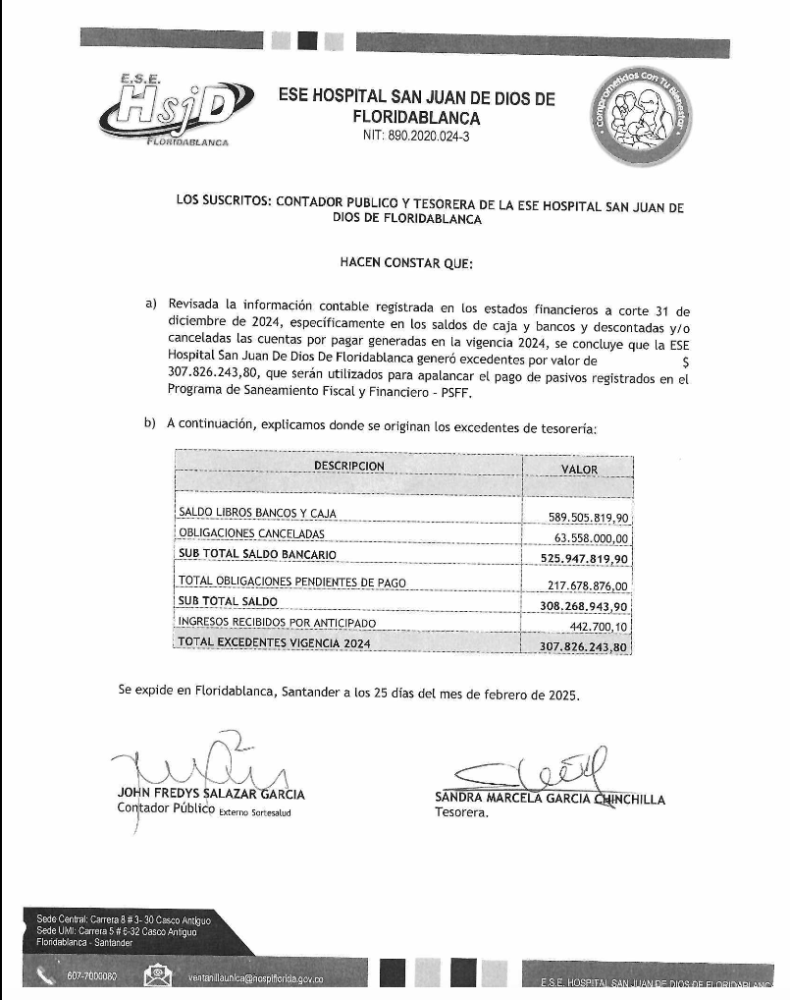 E.S.E.
HsjD
FLORIDABLANCA
ESE HOSPITAL SAN JUAN DE DIOS DE
FLORIDABLANCA
NIT: 890.2020.024-3
Comprometidos Con Tu Bienestar
LOS SUSCRITOS: CONTADOR PUBLICO Y TESORERA DE LA ESE HOSPITAL SAN JUAN DE
DIOS DE FLORIDABLANCA
HACEN CONSTAR QUE:
a) Revisada la información contable registrada en los estados financieros a corte 31 de
diciembre de 2024, específicamente en los saldos de caja y bancos y descontadas y/o
canceladas las cuentas por pagar generadas en la vigencia 2024, se concluye que la ESE
Hospital San Juan De Dios De Floridablanca generó excedentes por valor de $
307.826.243,80, que serán utilizados para apalancar el pago de pasivos registrados en el
Programa de Saneamiento Fiscal y Financiero - PSFF.
b) A continuación, explicamos donde se originan los excedentes de tesorería:
DESCRIPCION VALOR
SALDO LIBROS BANCOS Y CAJA 589.505.819,90
OBLIGACIONES CANCELADAS 63.558.000,00
SUB TOTAL SALDO BANCARIO 525.947.819,90
TOTAL OBLIGACIONES PENDIENTES DE PAGO 217.678.876,00
SUB TOTAL SALDO 308.268.943,90
INGRESOS RECIBIDOS POR ANTICIPADO 442.700,10
TOTAL EXCEDENTES VIGENCIA 2024 307.826.243,80
Se expide en Floridablanca, Santander a los 25 días del mes de febrero de 2025.
JOHN FREDYS SALAZAR GARCIA
Contador Público Externo Sortesalud
SANDRA MARCELA GARCIA CHINCHILLA
Tesorera.
Sede Central: Carrera 8 # 3- 30 Casco Antiguo
Sede UMI: Carrera 5 # 6-32 Casco Antiguo
Floridablanca - Santander
607-7000080
ventanillaunica@hospiflorida.gov.co
E.S.E. HOSPITAL SAN JUAN DE DIOS DE FLORIDABLANCA